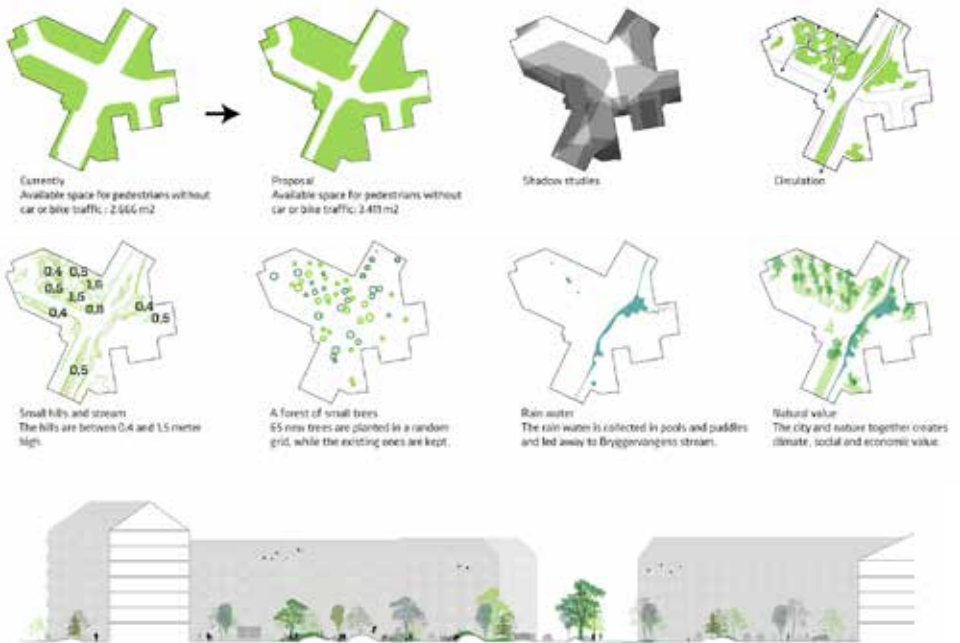 Currently
Available space for pedestrians without
car or bike traffic : 2.666 m2
Proposal
Available space for pedestrians without
car or bike traffic: 3.411 m2
Shadow studies
Circulation
0,4 0,5
0,5 1,5
1,5
0,4 0,8
0,4
0,5
0,5
Small hills and stream
The hills are betwen 0,4 and 1,5 meter
high.
A forest of small trees
65 new trees are planted in a random
grid, while the existing ones are kept.
Rain water
The rain water is collected in pools and puddles
and led away to Bryggervangens stream.
Natural value
The city and nature together creates
climate, social and economic value.